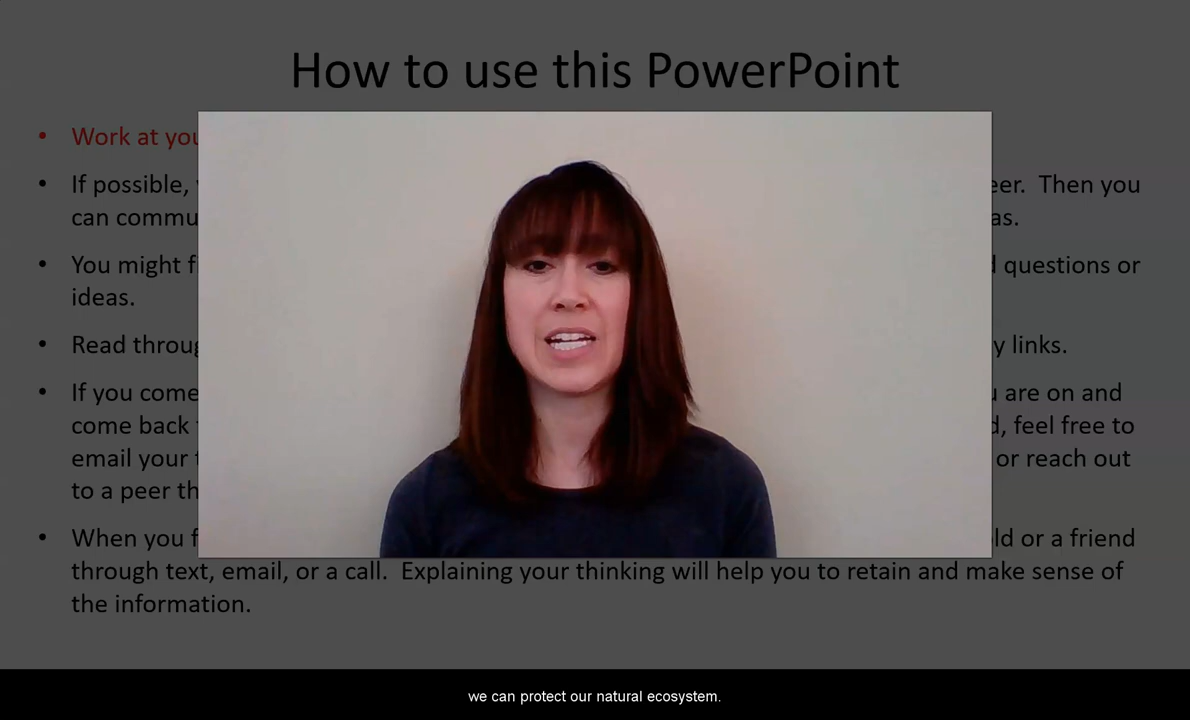 How to use this PowerPoint
• Work at you
• If possible, eer. Then you
can commu as.
• You might f d questions or
ideas.
• Read throug y links.
• If you come u are on and
come back d, feel free to
email your or reach out
to a peer th
• When you f ld or a friend
through text, email, or a call. Explaining your thinking will help you to retain and make sense of
the information.
we can protect our natural ecosystem.